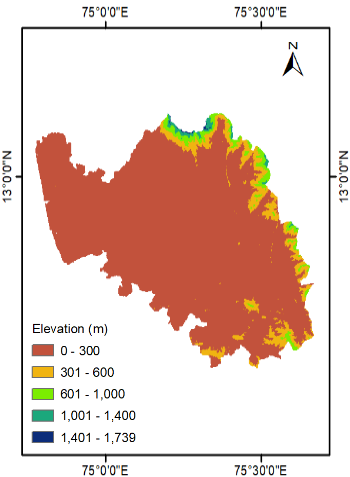 75°0'0"E 75°30'0"E
N
13°0'0"N 13°0'0"N
Elevation (m)
0 - 300
301 - 600
601 - 1,000
1,001 - 1,400
1,401 - 1,739
75°0'0"E 75°30'0"E